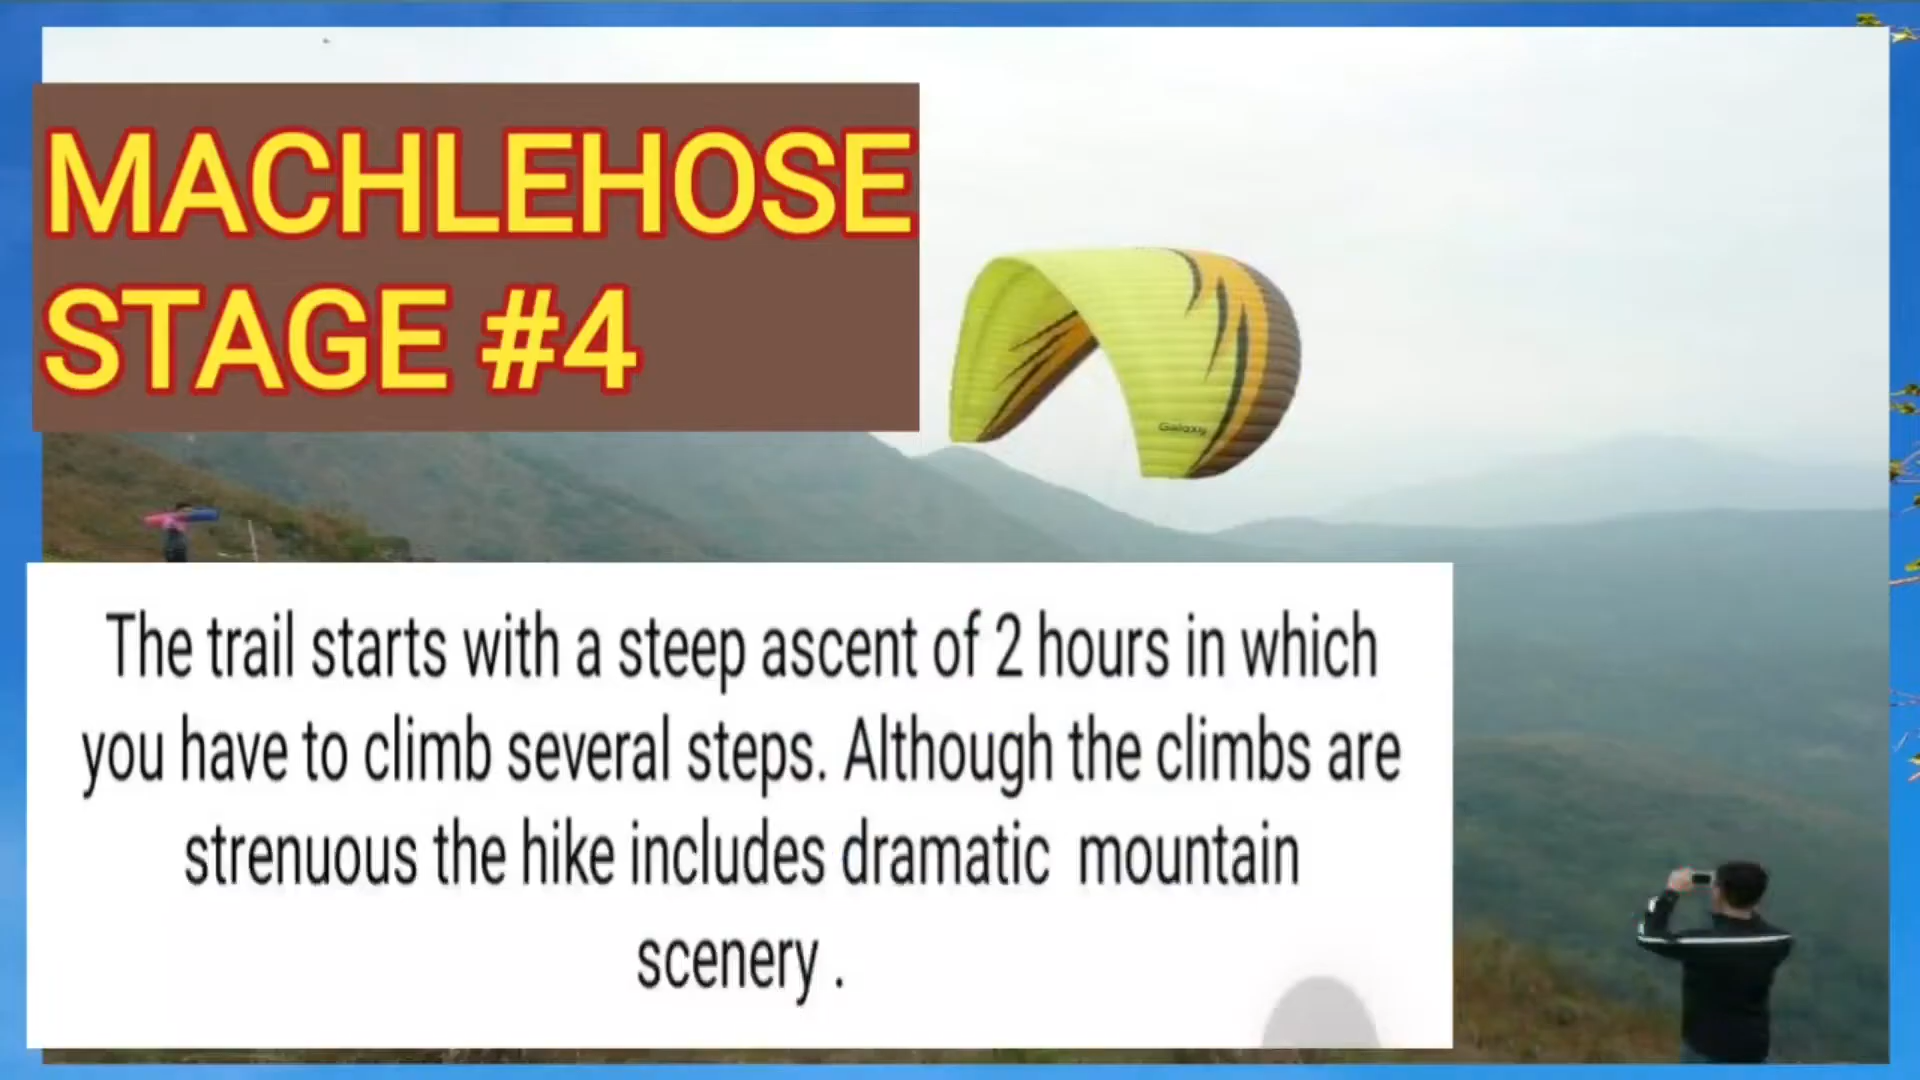 MACHLEHOSE
STAGE #4
Galaxy
The trail starts with a steep ascent of 2 hours in which
you have to climb several steps. Although the climbs are
strenuous the hike includes dramatic mountain
scenery .